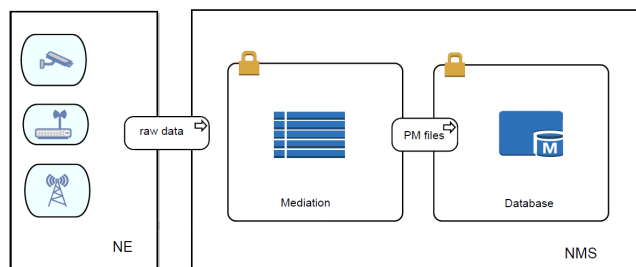 raw data
PM files
M
Mediation
Database
NE
NMS